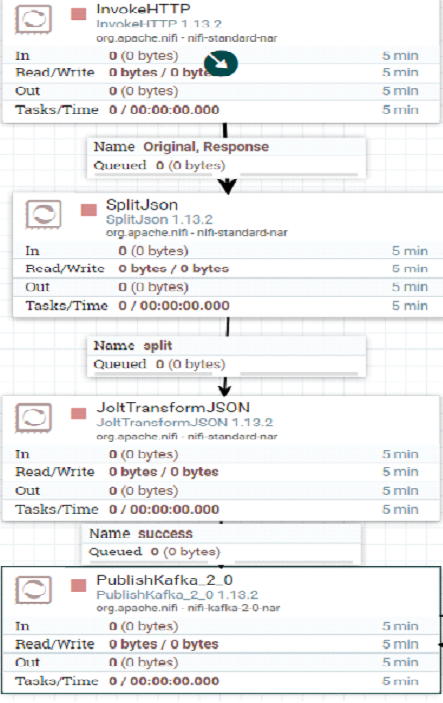 InvokeHTTP
InvokeHTTP 1.13.2
org.apache.nifi - nifi-standard-nar
In 0 (0 bytes) 5 min
Read/Write 0 bytes / 0 bytes 5 min
Out 0 (0 bytes) 5 min
Tasks/Time 0 / 00:00:00.000 5 min
Name Original, Response
Queued 0 (0 bytes)
SplitJson
SplitJson 1.13.2
org.apache.nifi - nifi-standard-nar
In 0 (0 bytes) 5 min
Read/Write 0 bytes / 0 bytes 5 min
Out 0 (0 bytes) 5 min
Tasks/Time 0 / 00:00:00.000 5 min
Name split
Queued 0 (0 bytes)
JoltTransformJSON
JoltTransformJSON 1.13.2
org.apache.nifi - nifi-standard-nar
In 0 (0 bytes) 5 min
Read/Write 0 bytes / 0 bytes 5 min
Out 0 (0 bytes) 5 min
Tasks/Time 0 / 00:00:00.000 5 min
Name success
Queued 0 (0 bytes)
PublishKafka_2_0
PublishKafka_2_0 1.13.2
org.apache.nifi - nifi-kafka-2-0-nar
In 0 (0 bytes) 5 min
Read/Write 0 bytes / 0 bytes 5 min
Out 0 (0 bytes) 5 min
Tasks/Time 0 / 00:00:00.000 5 min